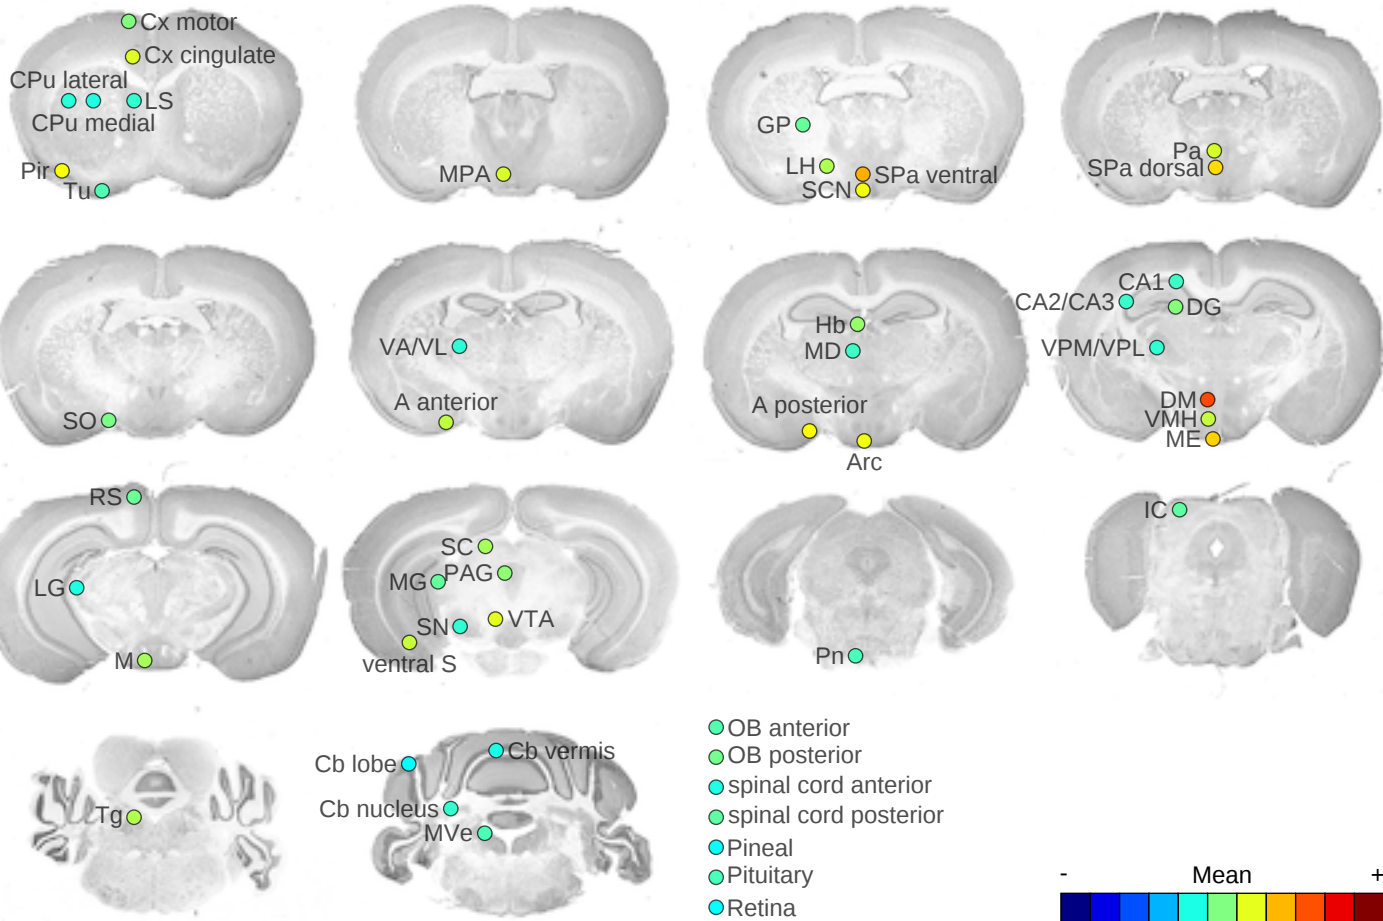 Cx motor
Cx cingulate
CPu lateral
LS
CPu medial
Pir
Tu
MPA
GP
LH
SPa ventral
SCN
Pa
SPa dorsal
SO
VA/VL
A anterior
Hb
MD
A posterior
Arc
CA1
CA2/CA3
DG
VPM/VPL
DM
VMH
ME
RS
LG
M
SC
MG
PAG
SN
VTA
ventral S
Pn
IC
Tg
Cb lobe
Cb vermis
Cb nucleus
MVe
OB anterior
OB posterior
spinal cord anterior
spinal cord posterior
Pineal
Pituitary
Retina
- Mean +